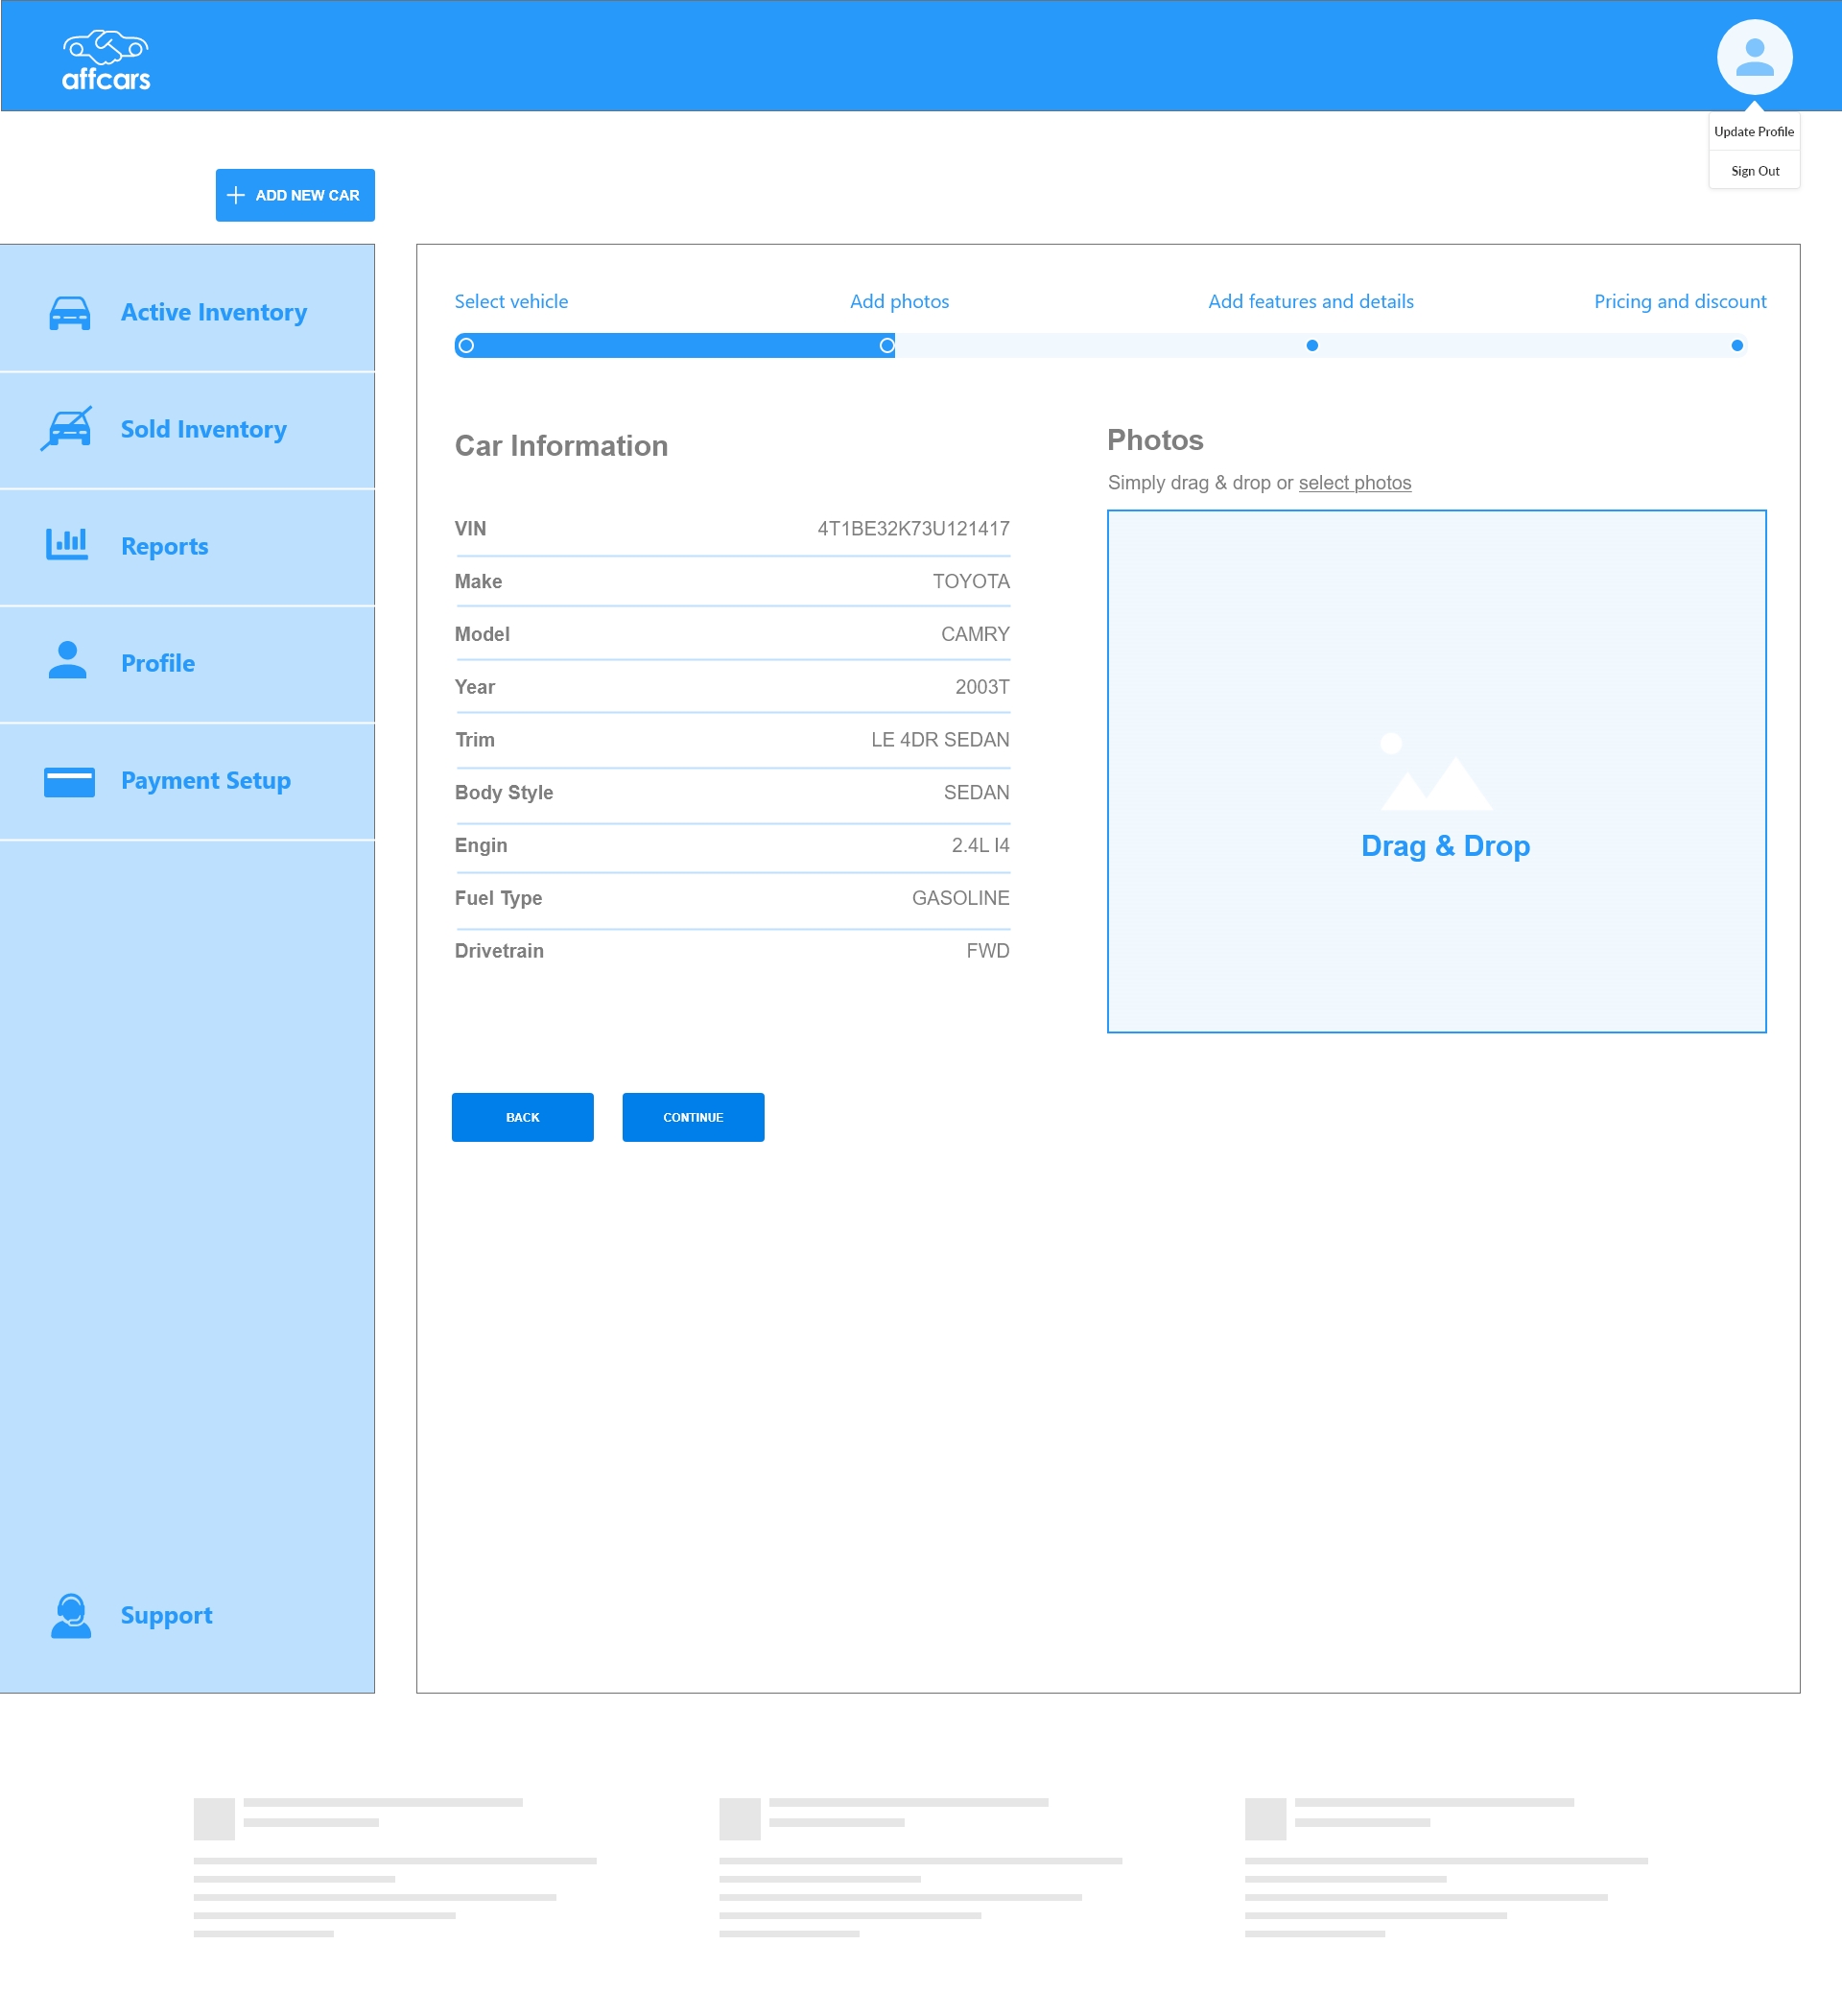 affcars
Update Profile
Sign Out
ADD NEW CAR
Active Inventory
Sold Inventory
Reports
Profile
Payment Setup
Support
Select vehicle Add photos Add features and details Pricing and discount
Car Information
VIN 4T1BE32K73U121417
Make TOYOTA
Model CAMRY
Year 2003T
Trim LE 4DR SEDAN
Body Style SEDAN
Engin 2.4L I4
Fuel Type GASOLINE
Drivetrain FWD
Photos
Simply drag & drop or select photos
Drag & Drop
BACK CONTINUE